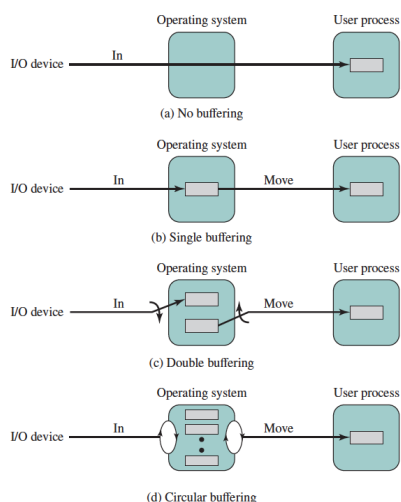 Operating system User process
In
I/O device
(a) No buffering
Operating system User process
In Move
I/O device
(b) Single buffering
Operating system User process
In Move
I/O device
(c) Double buffering
Operating system User process
In Move
I/O device
(d) Circular buffering